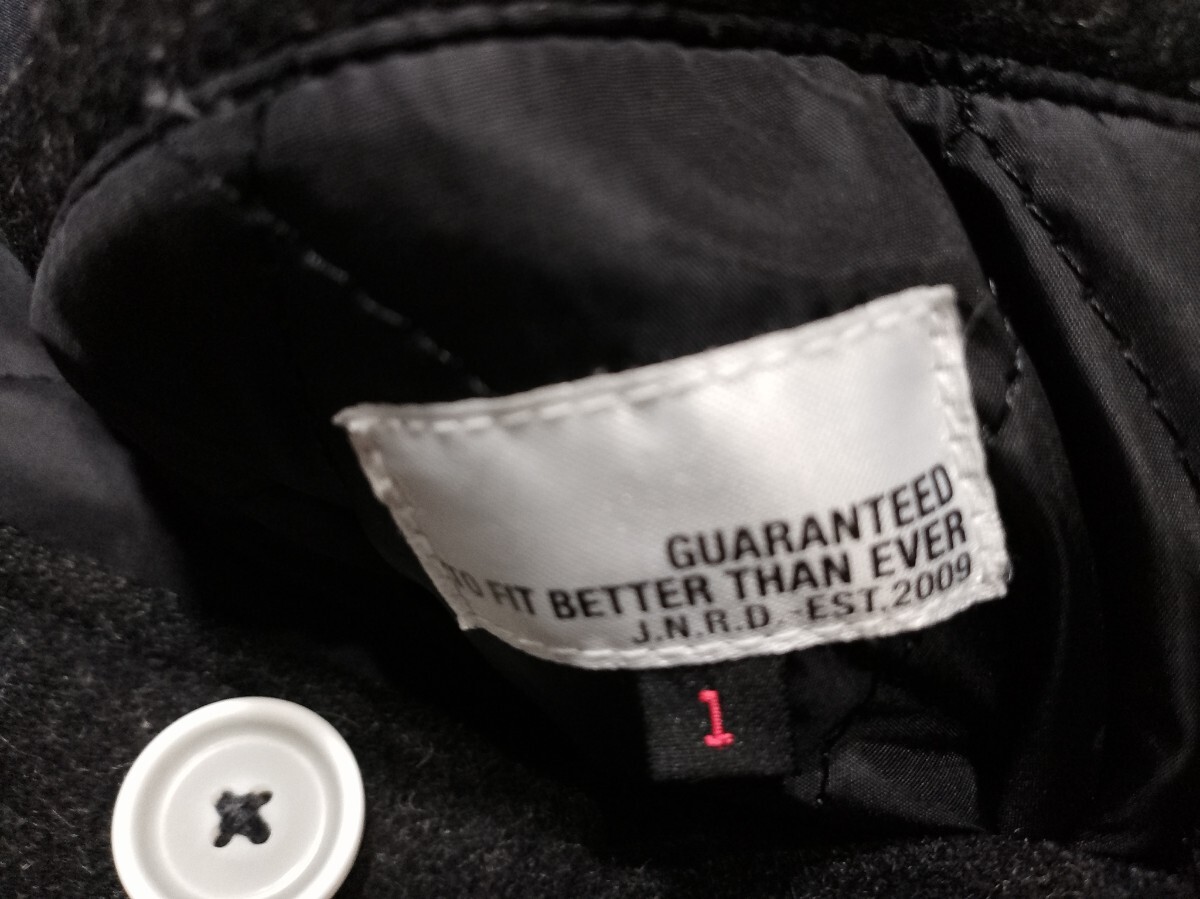 GUARANTEED
TO FIT BETTER THAN EVER
J.N.R.D. EST.2009
1